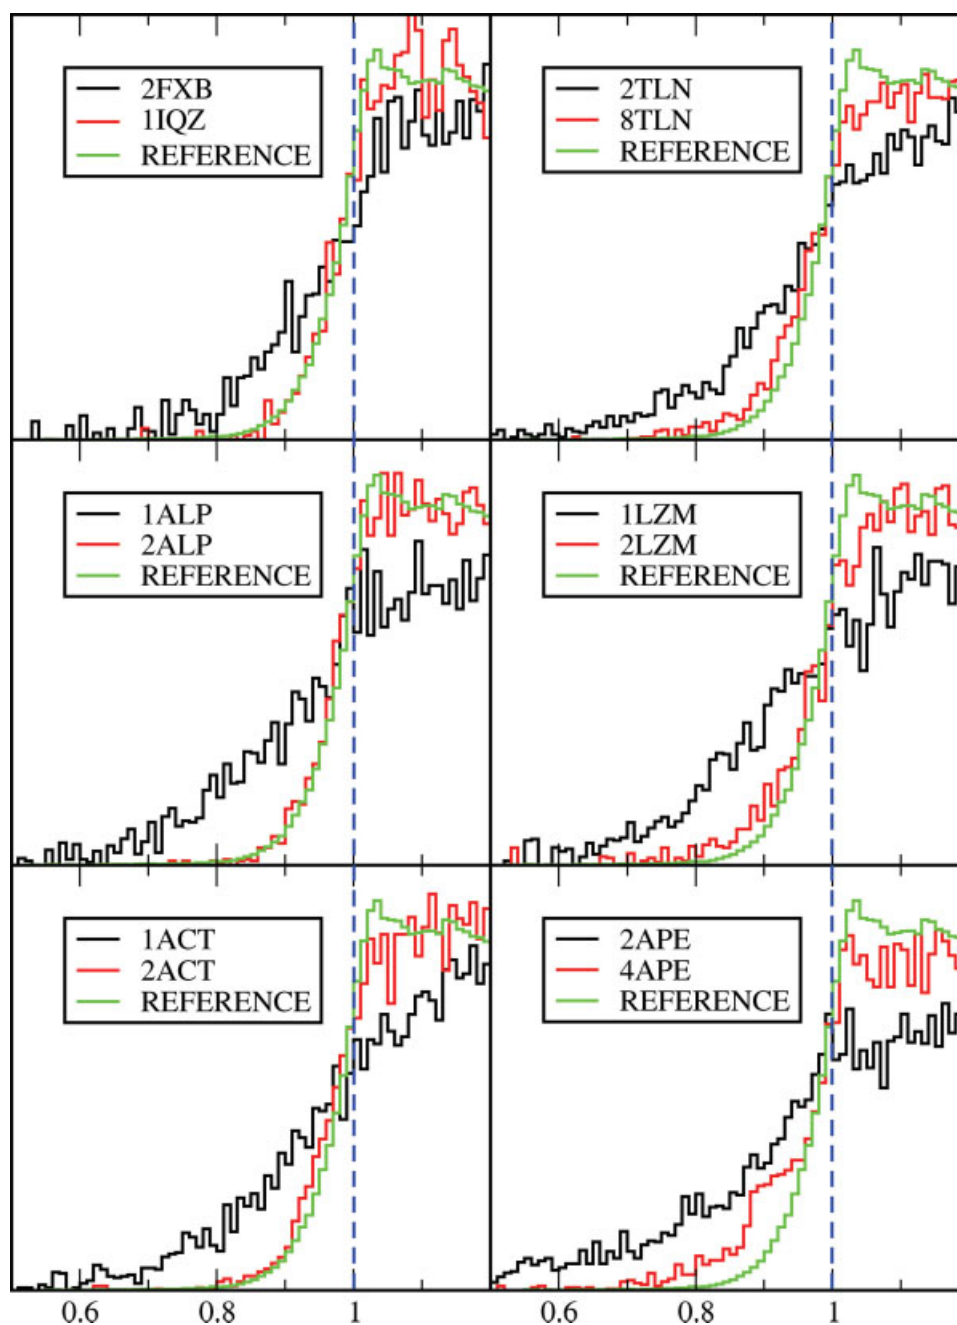 2FXB
1IQZ
REFERENCE
2TLN
8TLN
REFERENCE
1ALP
2ALP
REFERENCE
1LZM
2LZM
REFERENCE
1ACT
2ACT
REFERENCE
2APE
4APE
REFERENCE
0.6 0.8 1 0.6 0.8 1